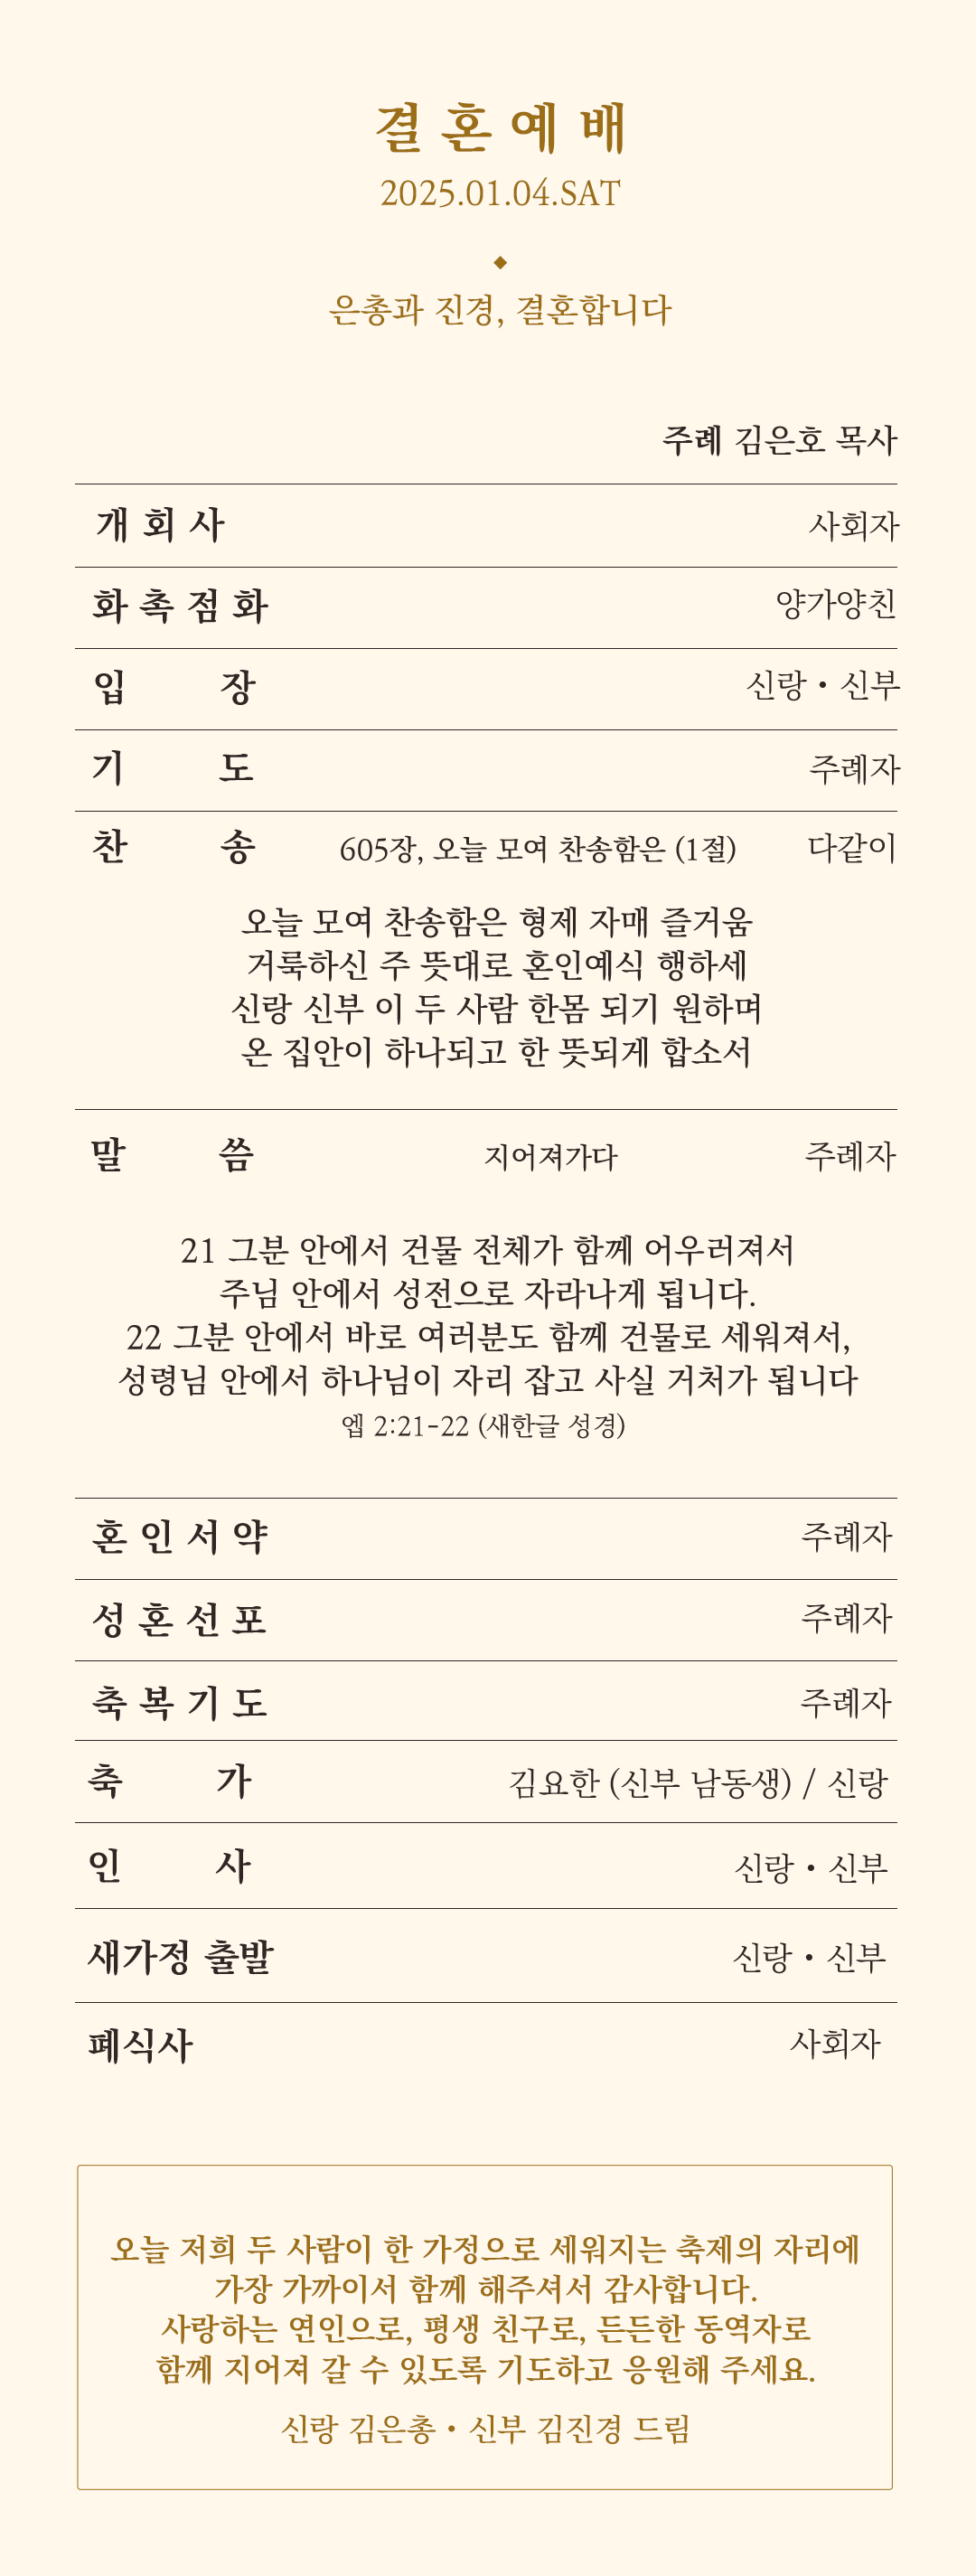 결혼예배
2025.01.04.SAT
은총과 진경, 결혼합니다
주례 김은호 목사
개회사 사회자
화촉점화 양가양친
입 장 신랑・신부
기 도 주례자
찬 송 605장, 오늘 모여 찬송함은 (1절) 다같이
오늘 모여 찬송함은 형제 자매 즐거움
거룩하신 주 뜻대로 혼인예식 행하세
신랑 신부 이 두 사람 한몸 되기 원하며
온 집안이 하나되고 한 뜻되게 합소서
말 씀 지어져가다 주례자
21 그분 안에서 건물 전체가 함께 어우러져서
주님 안에서 성전으로 자라나게 됩니다.
22 그분 안에서 바로 여러분도 함께 건물로 세워져서,
성령님 안에서 하나님이 자리 잡고 사실 거처가 됩니다
엡 2:21-22 (새한글 성경)
혼인서약 주례자
성혼선포 주례자
축복기도 주례자
축 가 김요한 (신부 남동생) / 신랑
인 사 신랑・신부
새가정 출발 신랑・신부
폐식사 사회자
오늘 저희 두 사람이 한 가정으로 세워지는 축제의 자리에
가장 가까이서 함께 해주셔서 감사합니다.
사랑하는 연인으로, 평생 친구로, 든든한 동역자로
함께 지어져 갈 수 있도록 기도하고 응원해 주세요.
신랑 김은총・신부 김진경 드림